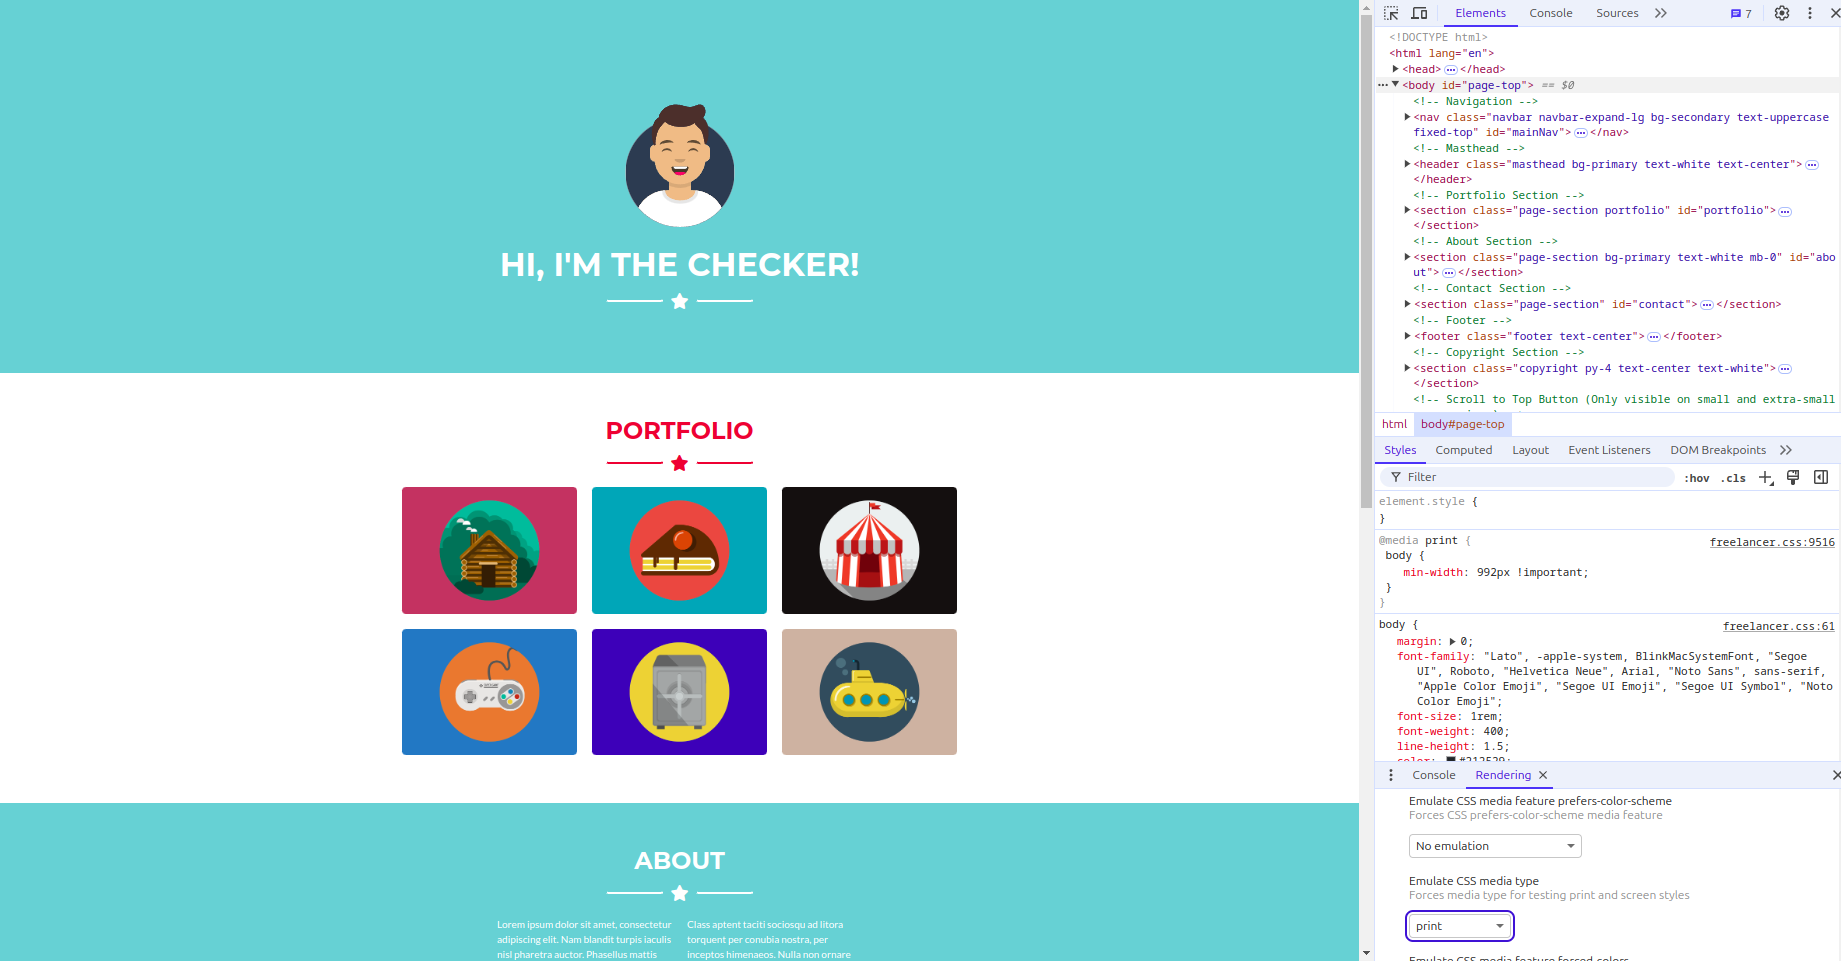 HI, I'M THE CHECKER!
PORTFOLIO
ABOUT
Lorem ipsum dolor sit amet, consectetur
adipiscing elit. Nam blandit turpis iaculis
nisl pharetra auctor. Phasellus mattis
Class aptent taciti sociosqu ad litora
torquent per conubia nostra, per
inceptos himenaeos. Nulla non ornare
Elements Console Sources 7
<!DOCTYPE html>
<html lang="en">
<head> </head>
<body id="page-top"> == $0
<!-- Navigation -->
<nav class="navbar navbar-expand-lg bg-secondary text-uppercase
fixed-top" id="mainNav"> </nav>
<!-- Masthead -->
<header class="masthead bg-primary text-white text-center">
</header>
<!-- Portfolio Section -->
<section class="page-section portfolio" id="portfolio">
</section>
<!-- About Section -->
<section class="page-section bg-primary text-white mb-0" id="abo
ut"> </section>
<!-- Contact Section -->
<section class="page-section" id="contact"> </section>
<!-- Footer -->
<footer class="footer text-center"> </footer>
<!-- Copyright Section -->
<section class="copyright py-4 text-center text-white">
</section>
<!-- Scroll to Top Button (Only visible on small and extra-small
html body#page-top
Styles Computed Layout Event Listeners DOM Breakpoints
Filter :hov .cls
element.style {
}
@media print {
freelancer.css:9516
body {
min-width: 992px !important;
}
}
body {
freelancer.css:61
margin: 0;
font-family: "Lato", -apple-system, BlinkMacSystemFont, "Segoe
UI", Roboto, "Helvetica Neue", Arial, "Noto Sans", sans-serif,
"Apple Color Emoji", "Segoe UI Emoji", "Segoe UI Symbol", "Noto
Color Emoji";
font-size: 1rem;
font-weight: 400;
line-height: 1.5;
color: #212529;
Console Rendering
Emulate CSS media feature prefers-color-scheme
Forces CSS prefers-color-scheme media feature
No emulation
Emulate CSS media type
Forces media type for testing print and screen styles
print
Emulate CSS media feature forced-colors